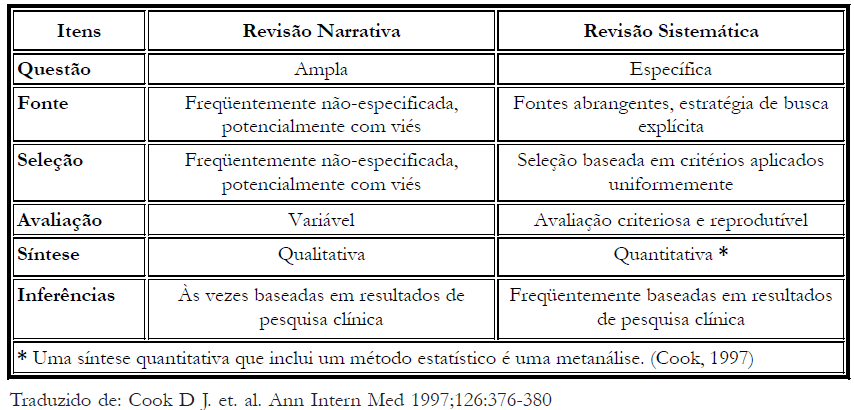 Itens Revisão Narrativa Revisão Sistemática
Questão Ampla Específica
Fonte Freqüentemente não-especificada, potencialmente com viés Fontes abrangentes, estratégia de busca explícita
Seleção Freqüentemente não-especificada, potencialmente com viés Seleção baseada em critérios aplicados uniformemente
Avaliação Variável Avaliação criteriosa e reprodutível
Síntese Qualitativa Quantitativa *
Inferências Às vezes baseadas em resultados de pesquisa clínica Freqüentemente baseadas em resultados de pesquisa clínica
* Uma síntese quantitativa que inclui um método estatístico é uma metanálise. (Cook, 1997)
Traduzido de: Cook D J. et. al. Ann Intern Med 1997;126:376-380